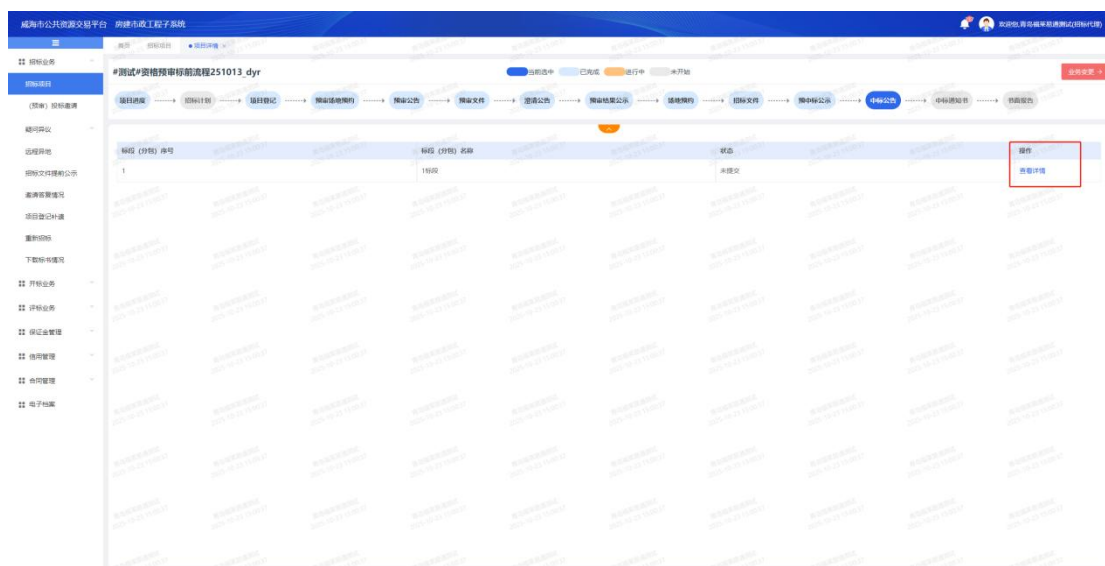 威海市公共资源交易平台 房建市政工程子系统
欢迎您,青岛福莱易通测试(招标代理)
首页 招标项目 项目详情 ×
招标业务
招标项目
(预审) 投标邀请
疑问异议
远程异地
招标文件提前公示
邀请答复情况
项目登记补遗
重新招标
下载标书情况
开标业务
评标业务
保证金管理
信用管理
合同管理
电子档案
#测试#资格预审标前流程251013_dyr
当前选中 已完成 进行中 未开始
业务变更
项目进度 招标计划 项目登记 预审场地预约 预审公告 预审文件 澄清公告 预审结果公示 场地预约 招标文件 预中标公示 中标公告 中标通知书 书面报告
标段 (分包) 序号 标段 (分包) 名称 状态 操作
1 1标段 未提交 查看详情